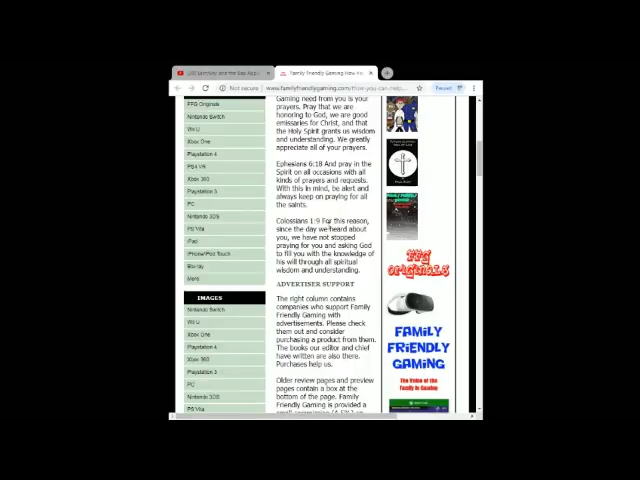 Family Friendly Gaming How
Not secure
www.familyfriendlygaming.com/how-you-can-help...
Paused
FFG Originals
Nintendo Switch
Wii U
Xbox One
Playstation 4
PS4 VR
Xbox 360
Playstation 3
PC
Nintendo 3DS
PS Vita
iPad
iPhone/iPod Touch
Blu-ray
More
IMAGES
Nintendo Switch
Wii U
Xbox One
Playstation 4
Xbox 360
Playstation 3
PC
Nintendo 3DS
PS Vita
Gaming need from you is your
prayers. Pray that we are
honoring to God, we are good
emissaries for Christ, and that
the Holy Spirit grants us wisdom
and understanding. We greatly
appreciate all of your prayers.
Ephesians 6:18 And pray in the
Spirit on all occasions with all
kinds of prayers and requests.
With this in mind, be alert and
always keep on praying for all
the saints.
Colossians 1:9 For this reason,
since the day we heard about
you, we have not stopped
praying for you and asking God
to fill you with the knowledge of
his will through all spiritual
wisdom and understanding.
ADVERTISER SUPPORT
The right column contains
companies who support Family
Friendly Gaming with
advertisements. Please check
them out and consider
purchasing a product from them.
The books our editor and chief
have written are also there.
Purchases help us.
Older review pages and preview
pages contain a box at the
bottom of the page. Family
Friendly Gaming is provided a
FFG
ORIGINALS
FAMILY
FRIENDLY
GAMING
The Voice of the
Family in Gaming